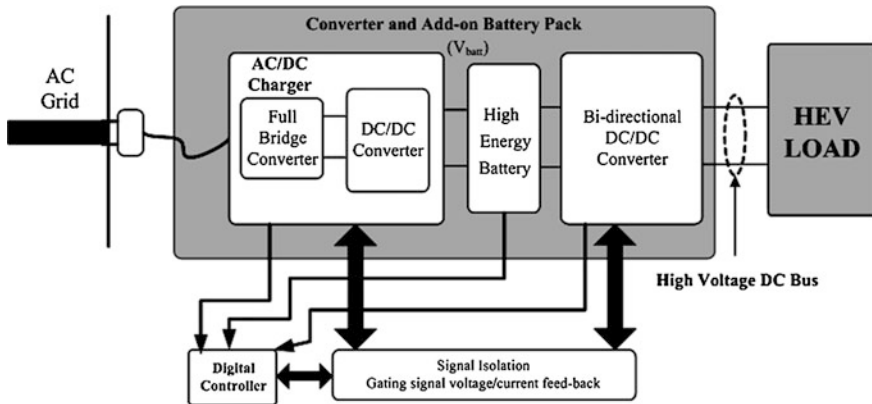 Converter and Add-on Battery Pack
(V_batt)
AC
Grid
AC/DC
Charger
Full
Bridge
Converter
DC/DC
Converter
High
Energy
Battery
Bi-directional
DC/DC
Converter
HEV
LOAD
High Voltage DC Bus
Digital
Controller
Signal Isolation
Gating signal voltage/current feed-back